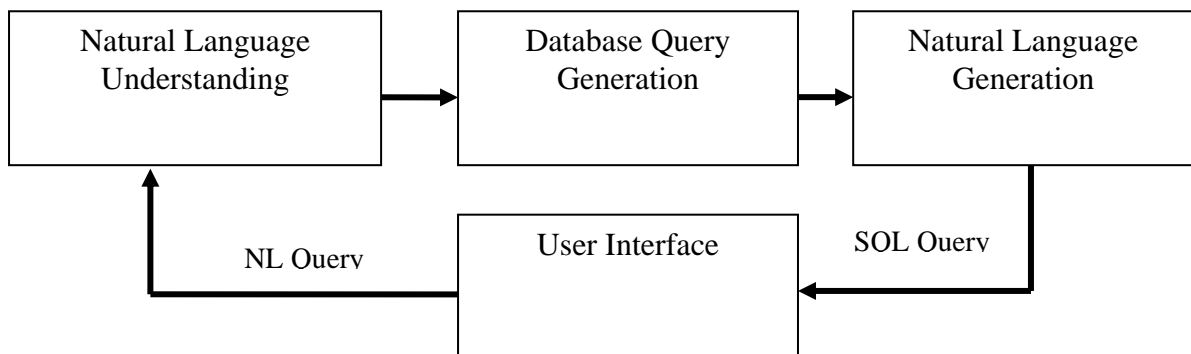 Natural Language
Understanding
Database Query
Generation
Natural Language
Generation
NL Query
User Interface
SQL Query